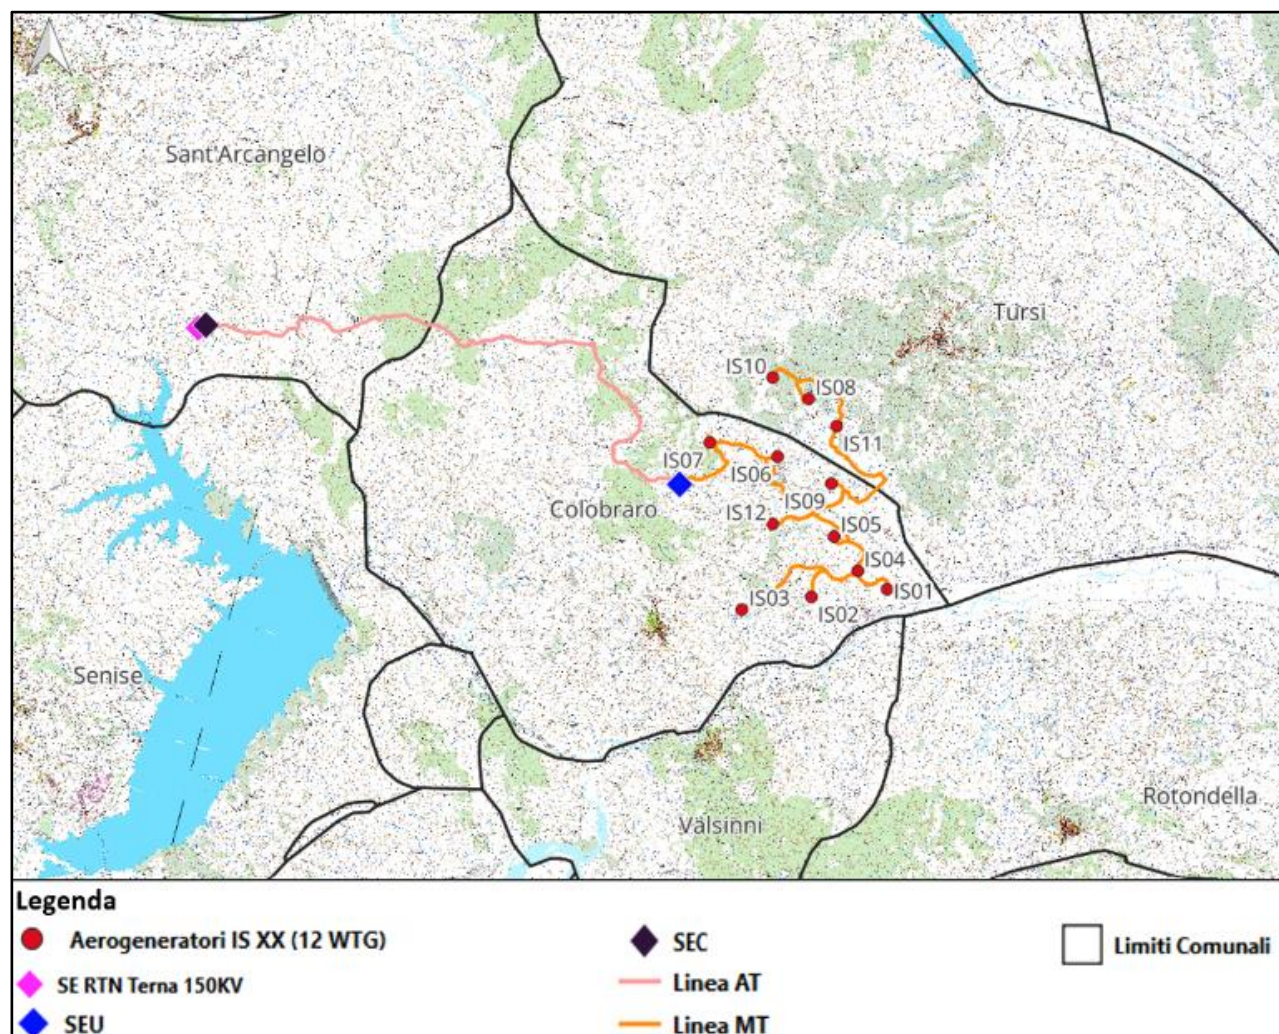 Sant'Arcangelo
Tursi
IS10
IS08
IS11
IS07
IS06
IS09
Colobraro
IS12
IS05
IS04
IS03
IS01
IS02
Senise
Rotondella
Valsinni
Legenda
Aerogeneratori IS XX (12 WTG)
SEC
Limiti Comunali
SE RTN Terna 150KV
Linea AT
SEU
Linea MT